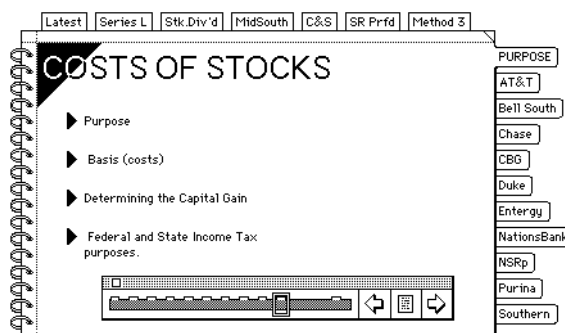 Latest Series L Stk.Div'd MidSouth C&S SR Prfd Method 3
COSTS OF STOCKS
Purpose
Basis (costs)
Determining the Capital Gain
Federal and State Income Tax
purposes.
PURPOSE
AT&T
Bell South
Chase
CBG
Duke
Entergy
NationsBank
NSRp
Purina
Southern